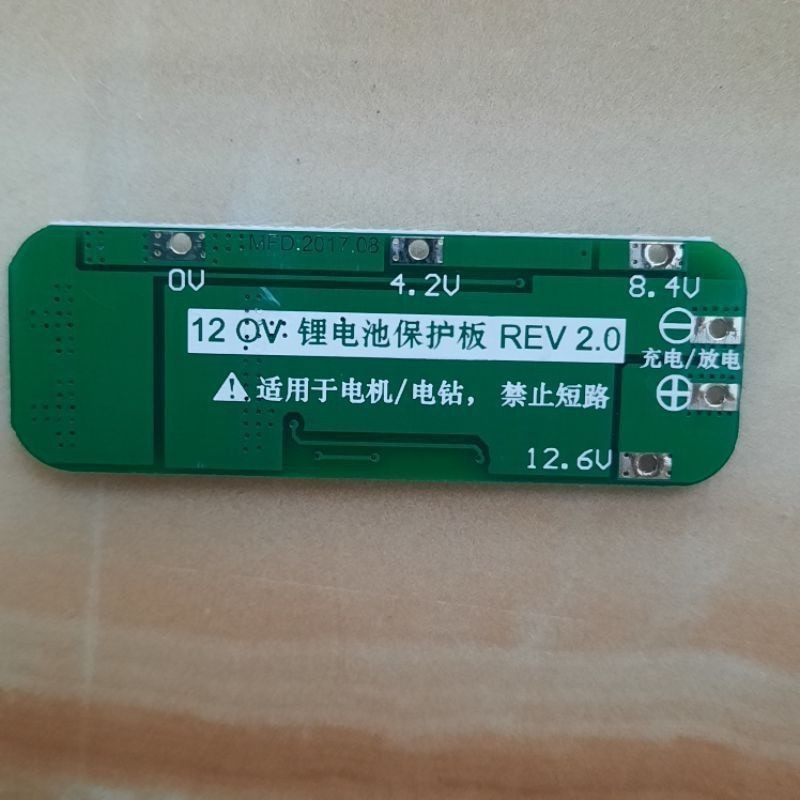 MFD.2017.08
0V
4.2V
8.4V
12.0V 锂电池保护板 REV 2.0
⊖
充电/放电
⊕
⚠ 适用于电机/电钻，禁止短路
12.6V